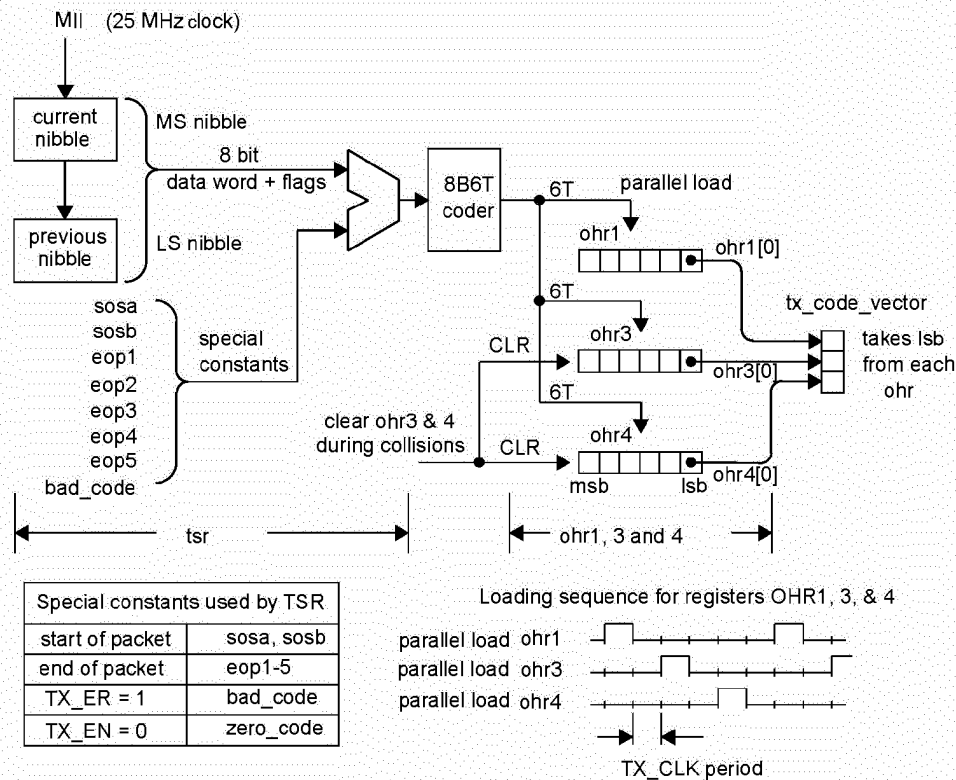 MII (25 MHz clock)
current
nibble
MS nibble
8 bit
data word + flags
previous
nibble
LS nibble
8B6T
coder
6T
parallel load
ohr1
ohr1[0]
6T
ohr3
CLR
ohr3[0]
6T
ohr4
CLR
ohr4[0]
msb
lsb
tx_code_vector
takes lsb
from each
ohr
sosa
sosb
eop1
eop2
eop3
eop4
eop5
bad_code
special
constants
clear ohr3 & 4
during collisions
tsr
ohr1, 3 and 4
Special constants used by TSR
start of packet sosa, sosb
end of packet eop1-5
TX_ER = 1 bad_code
TX_EN = 0 zero_code
Loading sequence for registers OHR1, 3, & 4
parallel load ohr1
parallel load ohr3
parallel load ohr4
TX_CLK period